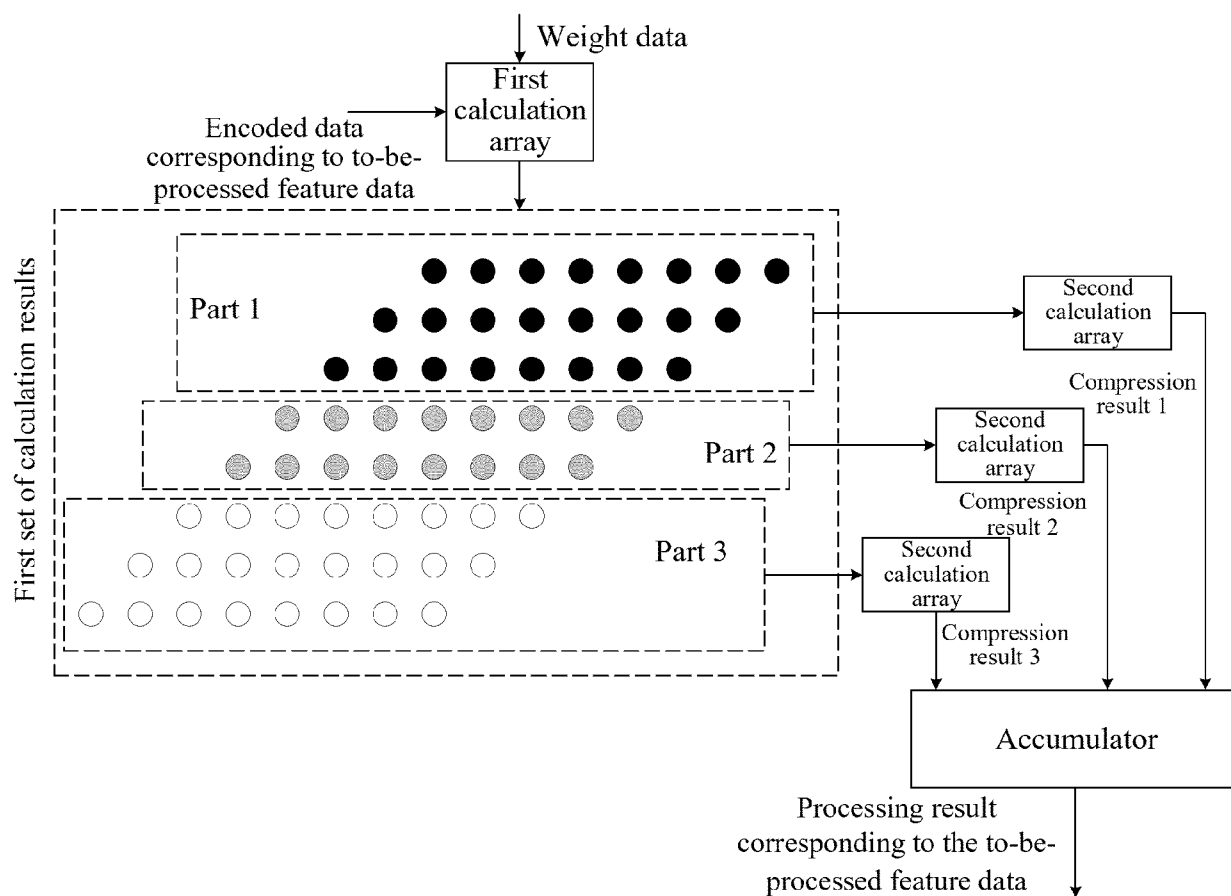 Weight data
First
calculation
array
Encoded data
corresponding to to-be-
processed feature data
First set of calculation results
Part 1
Second
calculation
array
Compression
result 1
Part 2
Second
calculation
array
Compression
result 2
Part 3
Second
calculation
array
Compression
result 3
Accumulator
Processing result
corresponding to the to-be-
processed feature data